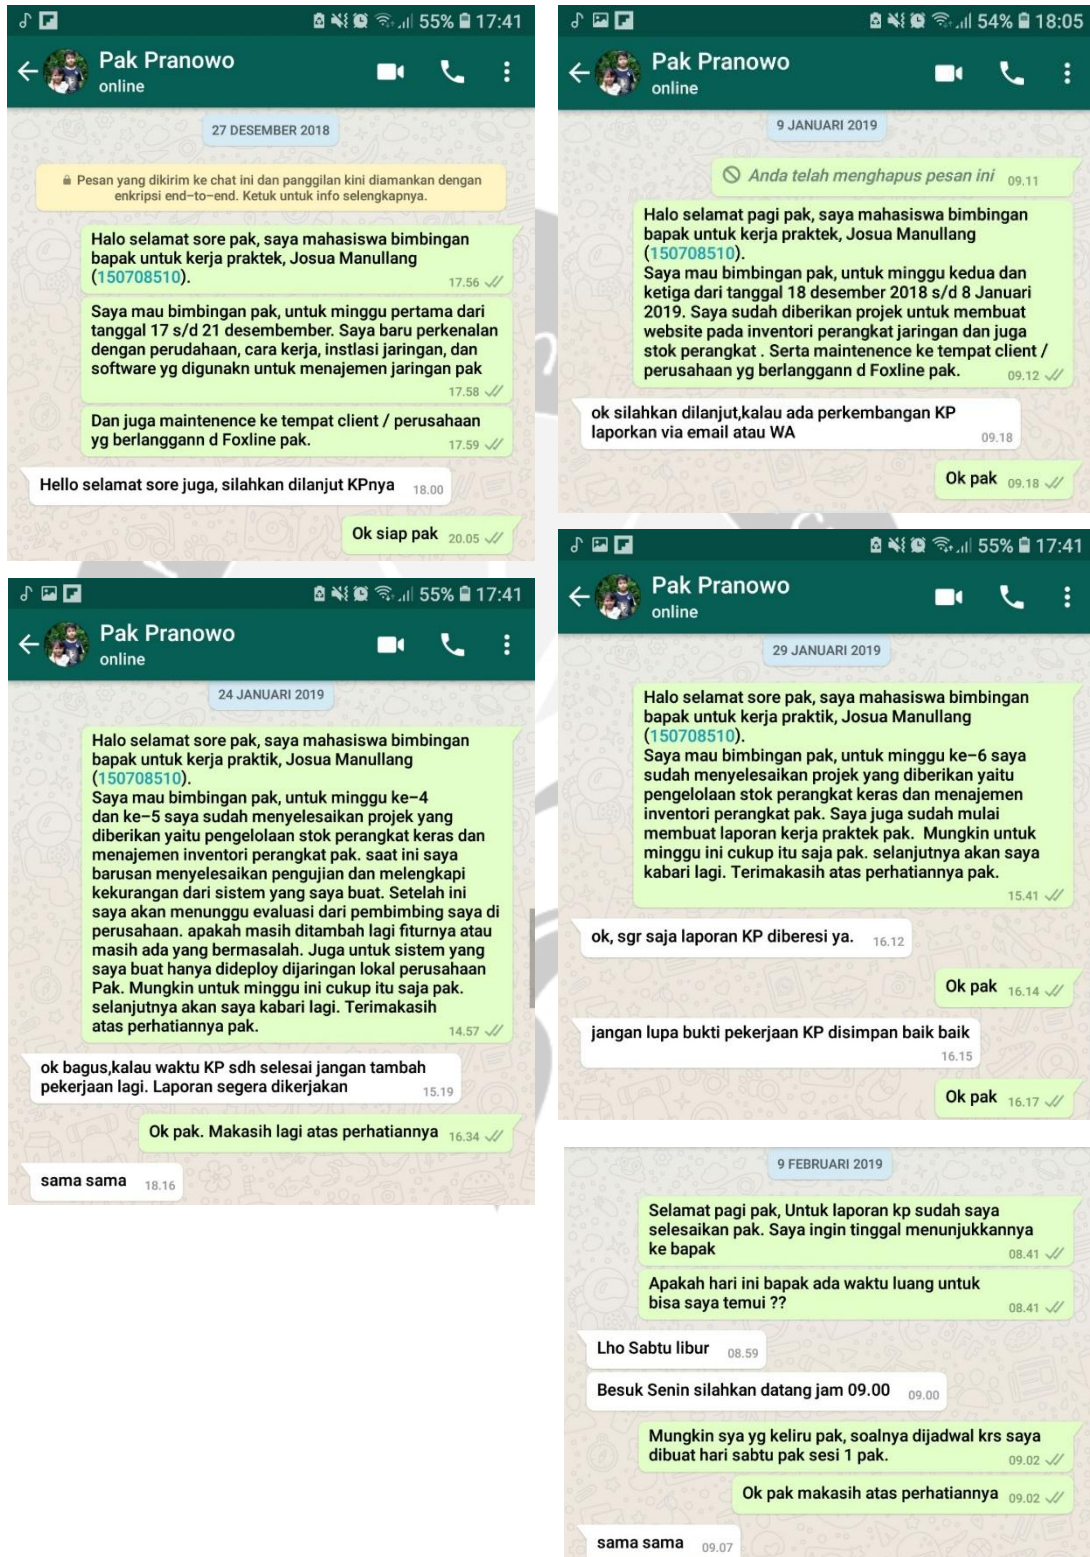 55% 17:41
Pak Pranowo
online
27 DESEMBER 2018
Pesan yang dikirim ke chat ini dan panggilan kini diamankan dengan
enkripsi end-to-end. Ketuk untuk info selengkapnya.
Halo selamat sore pak, saya mahasiswa bimbingan
bapak untuk kerja praktek, Josua Manullang
(150708510). 17.56
Saya mau bimbingan pak, untuk minggu pertama dari
tanggal 17 s/d 21 desembember. Saya baru perkenalan
dengan perudahaan, cara kerja, instlasi jaringan, dan
software yg digunakn untuk menajemen jaringan pak
17.58
Dan juga maintenence ke tempat client / perusahaan
yg berlanggann d Foxline pak. 17.59
Hello selamat sore juga, silahkan dilanjut KPnya 18.00
Ok siap pak 20.05
55% 17:41
Pak Pranowo
online
24 JANUARI 2019
Halo selamat sore pak, saya mahasiswa bimbingan
bapak untuk kerja praktik, Josua Manullang
(150708510).
Saya mau bimbingan pak, untuk minggu ke-4
dan ke-5 saya sudah menyelesaikan projek yang
diberikan yaitu pengelolaan stok perangkat keras dan
menajemen inventori perangkat pak. saat ini saya
barusan menyelesaikan pengujian dan melengkapi
kekurangan dari sistem yang saya buat. Setelah ini
saya akan menunggu evaluasi dari pembimbing saya di
perusahaan. apakah masih ditambah lagi fiturnya atau
masih ada yang bermasalah. Juga untuk sistem yang
saya buat hanya dideploy dijaringan lokal perusahaan
Pak. Mungkin untuk minggu ini cukup itu saja pak.
selanjutnya akan saya kabari lagi. Terimakasih
atas perhatiannya pak. 14.57
ok bagus,kalau waktu KP sdh selesai jangan tambah
pekerjaan lagi. Laporan segera dikerjakan 15.19
Ok pak. Makasih lagi atas perhatiannya 16.34
sama sama 18.16
54% 18:05
Pak Pranowo
online
9 JANUARI 2019
Anda telah menghapus pesan ini 09.11
Halo selamat pagi pak, saya mahasiswa bimbingan
bapak untuk kerja praktek, Josua Manullang
(150708510).
Saya mau bimbingan pak, untuk minggu kedua dan
ketiga dari tanggal 18 desember 2018 s/d 8 Januari
2019. Saya sudah diberikan projek untuk membuat
website pada inventori perangkat jaringan dan juga
stok perangkat . Serta maintenence ke tempat client /
perusahaan yg berlanggann d Foxline pak. 09.12
ok silahkan dilanjut,kalau ada perkembangan KP
laporkan via email atau WA 09.18
Ok pak 09.18
55% 17:41
Pak Pranowo
online
29 JANUARI 2019
Halo selamat sore pak, saya mahasiswa bimbingan
bapak untuk kerja praktik, Josua Manullang
(150708510).
Saya mau bimbingan pak, untuk minggu ke-6 saya
sudah menyelesaikan projek yang diberikan yaitu
pengelolaan stok perangkat keras dan menajemen
inventori perangkat pak. Saya juga sudah mulai
membuat laporan kerja praktek pak. Mungkin untuk
minggu ini cukup itu saja pak. selanjutnya akan saya
kabari lagi. Terimakasih atas perhatiannya pak.
15.41
ok, sgr saja laporan KP diberesi ya. 16.12
Ok pak 16.14
jangan lupa bukti pekerjaan KP disimpan baik baik
16.15
Ok pak 16.17
9 FEBRUARI 2019
Selamat pagi pak, Untuk laporan kp sudah saya
selesaikan pak. Saya ingin tinggal menunjukkannya
ke bapak 08.41
Apakah hari ini bapak ada waktu luang untuk
bisa saya temui ?? 08.41
Lho Sabtu libur 08.59
Besuk Senin silahkan datang jam 09.00 09.00
Mungkin sya yg keliru pak, soalnya dijadwal krs saya
dibuat hari sabtu pak sesi 1 pak. 09.02
Ok pak makasih atas perhatiannya 09.02
sama sama 09.07